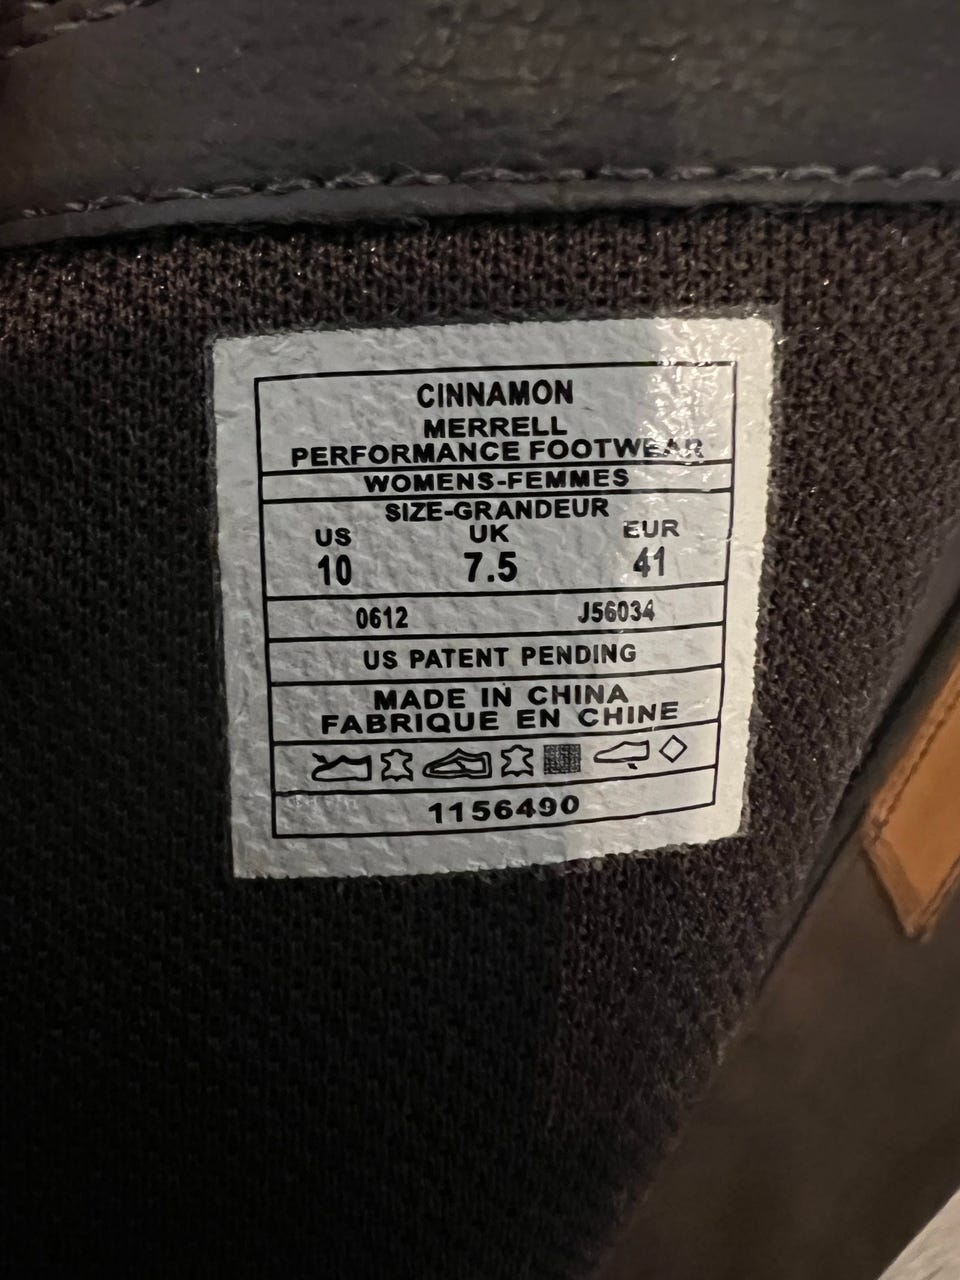 CINNAMON
MERRELL
PERFORMANCE FOOTWEAR
WOMENS-FEMMES
SIZE-GRANDEUR
US UK EUR
10 7.5 41
0612 J56034
US PATENT PENDING
MADE IN CHINA
FABRIQUE EN CHINE
1156490